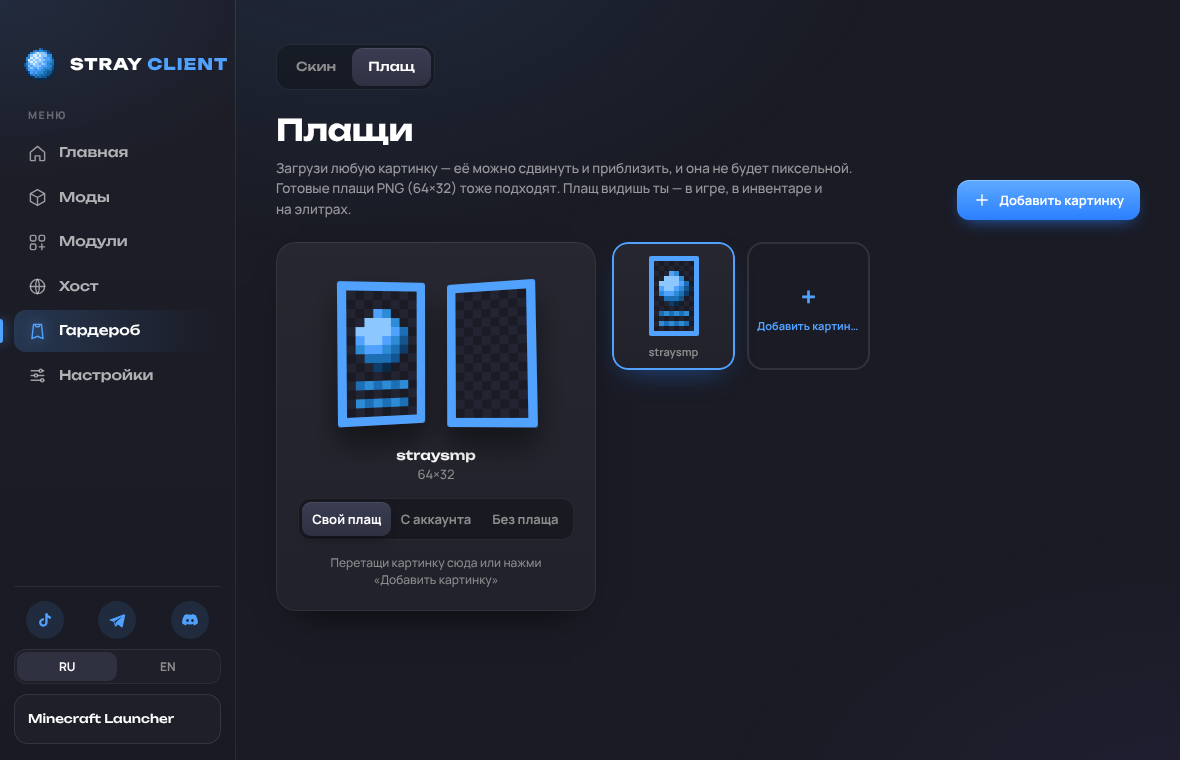 STRAY CLIENT
МЕНЮ
Главная
Моды
Модули
Хост
Гардероб
Настройки
RU
EN
Minecraft Launcher
Скин
Плащ
Плащи
Загрузи любую картинку — её можно сдвинуть и приблизить, и она не будет пиксельной.
Готовые плащи PNG (64×32) тоже подходят. Плащ видишь ты — в игре, в инвентаре и
на элитрах.
Добавить картинку
straysmp
64×32
Свой плащ
С аккаунта
Без плаща
Перетащи картинку сюда или нажми
«Добавить картинку»
straysmp
+
Добавить картин…